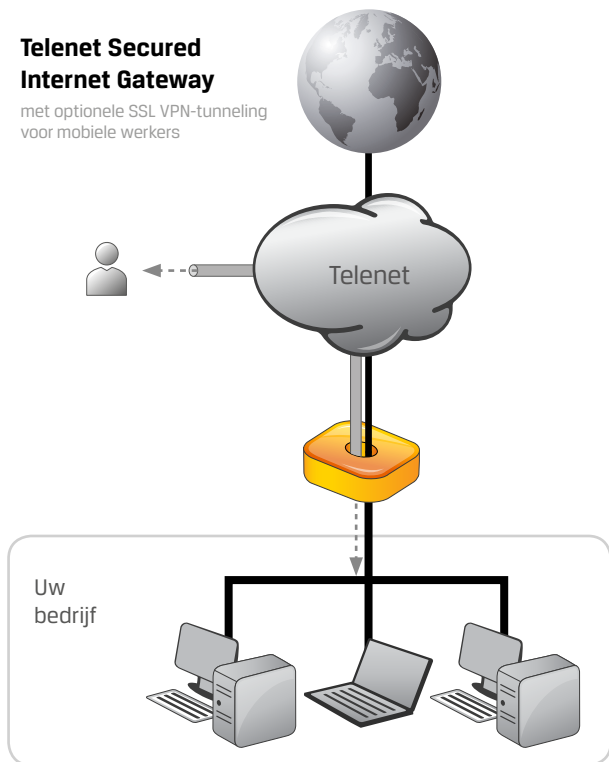 Telenet Secured
Internet Gateway
met optionele SSL VPN-tunneling
voor mobiele werkers
Telenet
Uw
bedrijf